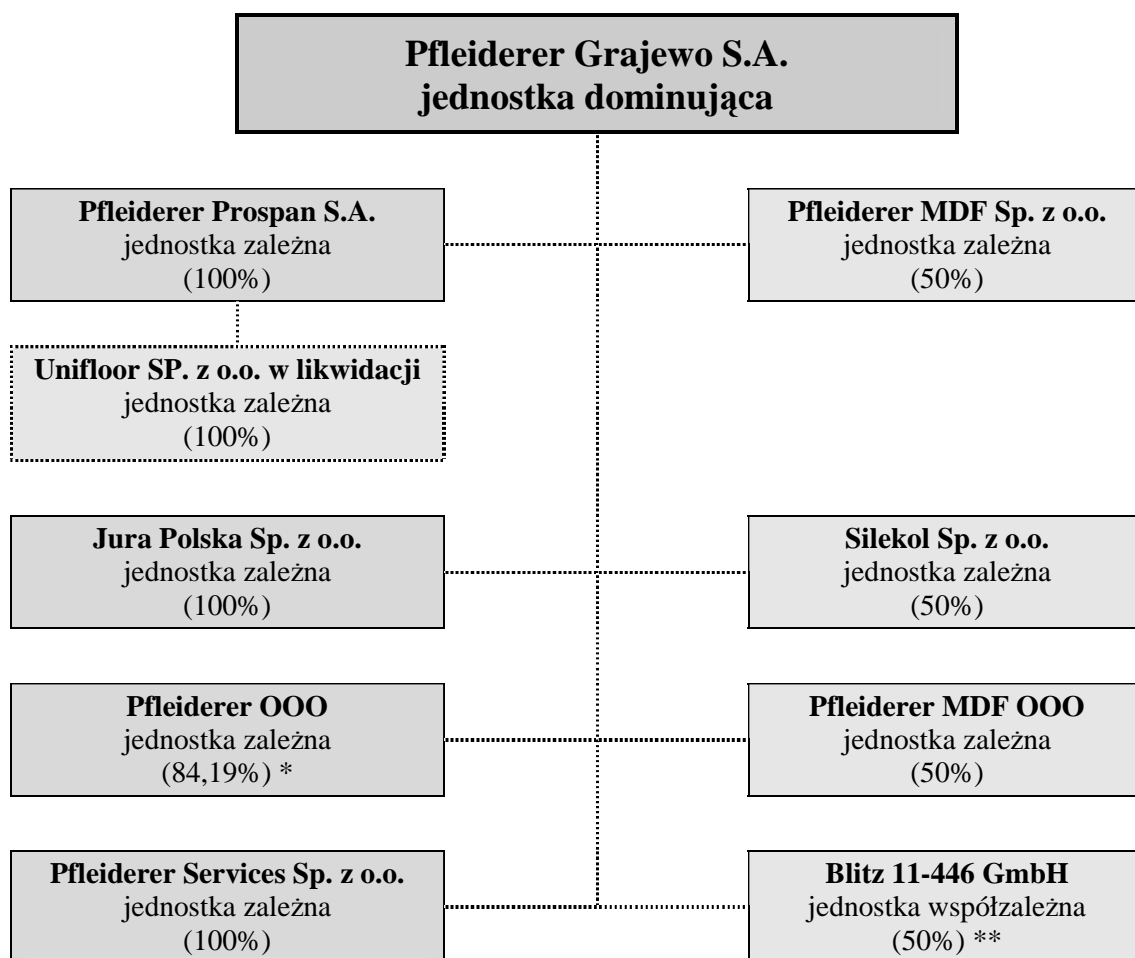 Pfleiderer Grajewo S.A.
jednostka dominująca
Pfleiderer Prospan S.A.
jednostka zależna
(100%)
Pfleiderer MDF Sp. z o.o.
jednostka zależna
(50%)
Unifloor SP. z o.o. w likwidacji
jednostka zależna
(100%)
Jura Polska Sp. z o.o.
jednostka zależna
(100%)
Silekol Sp. z o.o.
jednostka zależna
(50%)
Pfleiderer OOO
jednostka zależna
(84,19%) *
Pfleiderer MDF OOO
jednostka zależna
(50%)
Pfleiderer Services Sp. z o.o.
jednostka zależna
(100%)
Blitz 11-446 GmbH
jednostka współzależna
(50%) **